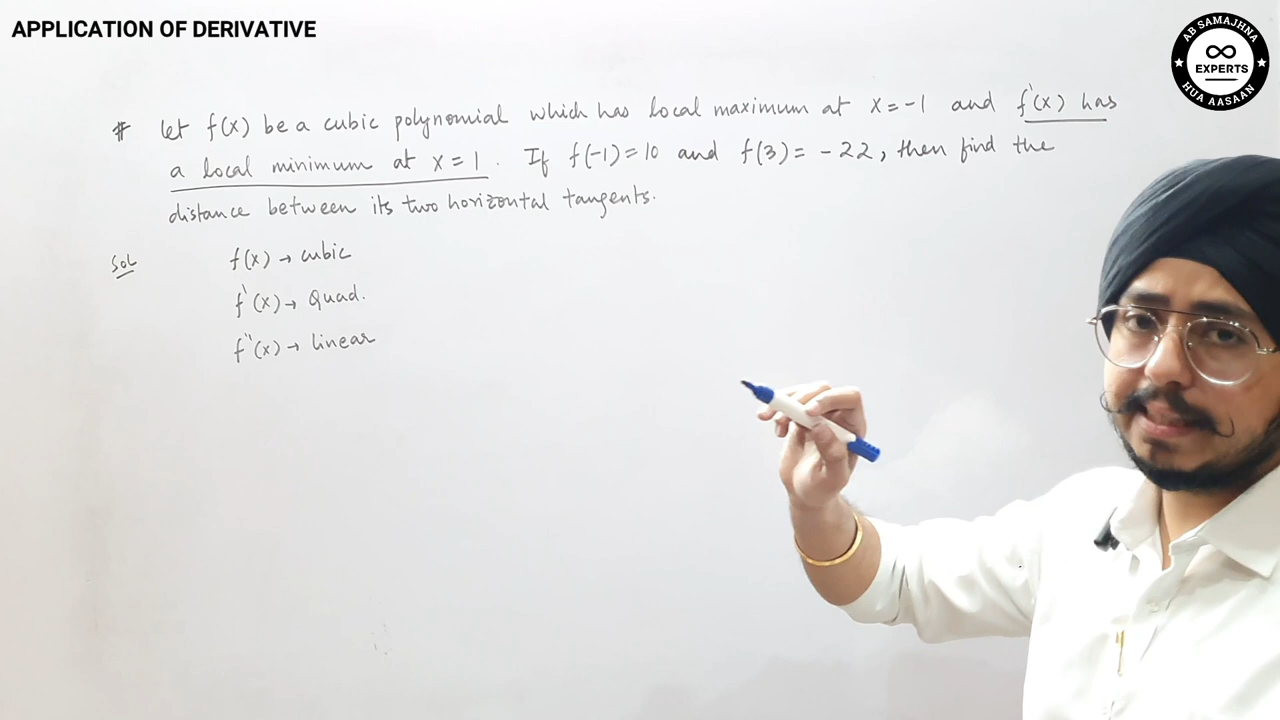 APPLICATION OF DERIVATIVE
AB SAMAJHNA
EXPERTS
HUA AASAAN
# Let f(x) be a cubic polynomial which has local maximum at x = -1 and f'(x) has
a local minimum at x = 1. If f(-1) = 10 and f(3) = -22, then find the
distance between its two horizontal tangents.
Sol f(x) → cubic
f'(x) → Quad.
f''(x) → linear